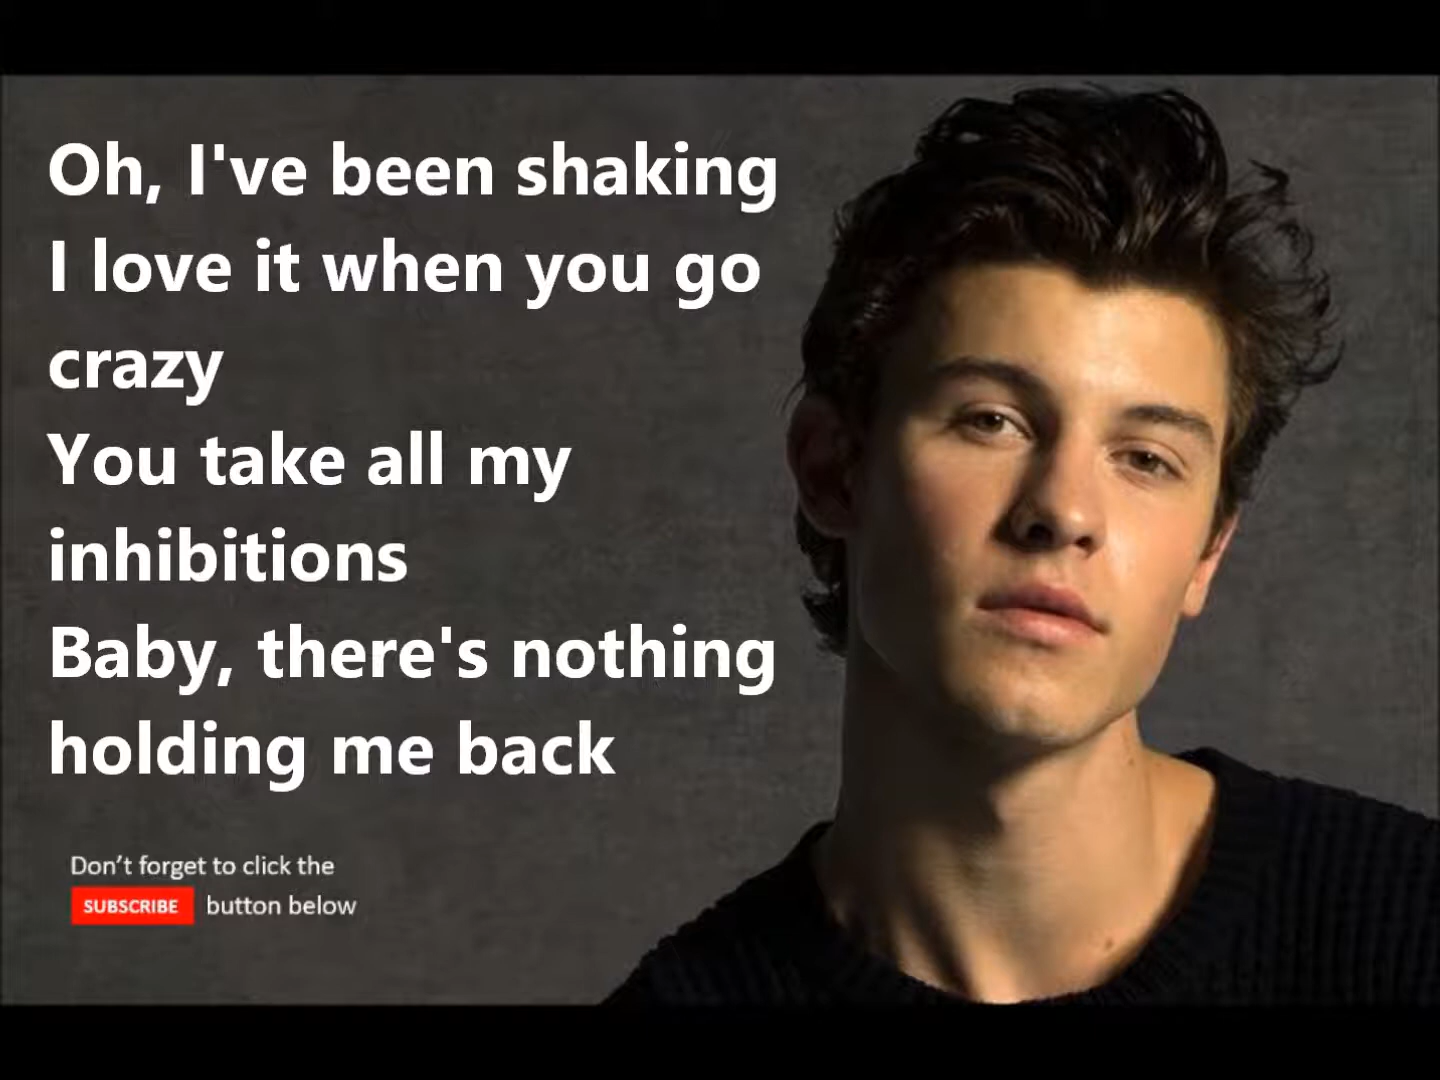 Oh, I've been shaking
I love it when you go
crazy
You take all my
inhibitions
Baby, there's nothing
holding me back
Don’t forget to click the
SUBSCRIBE button below